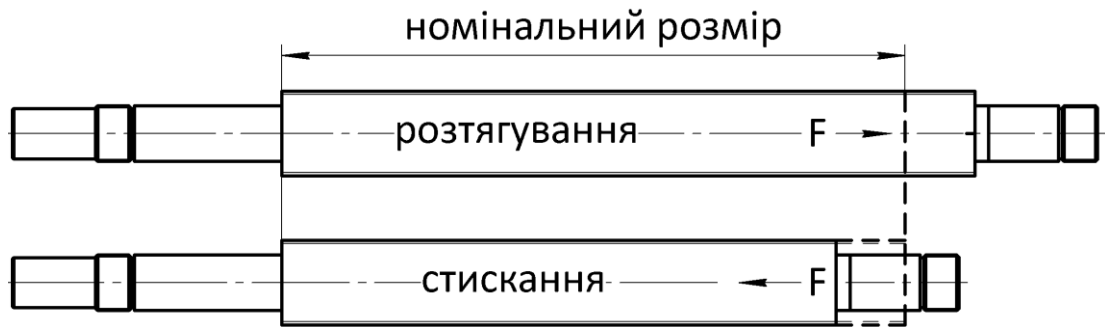 номінальний розмір
розтягування F
стискання F